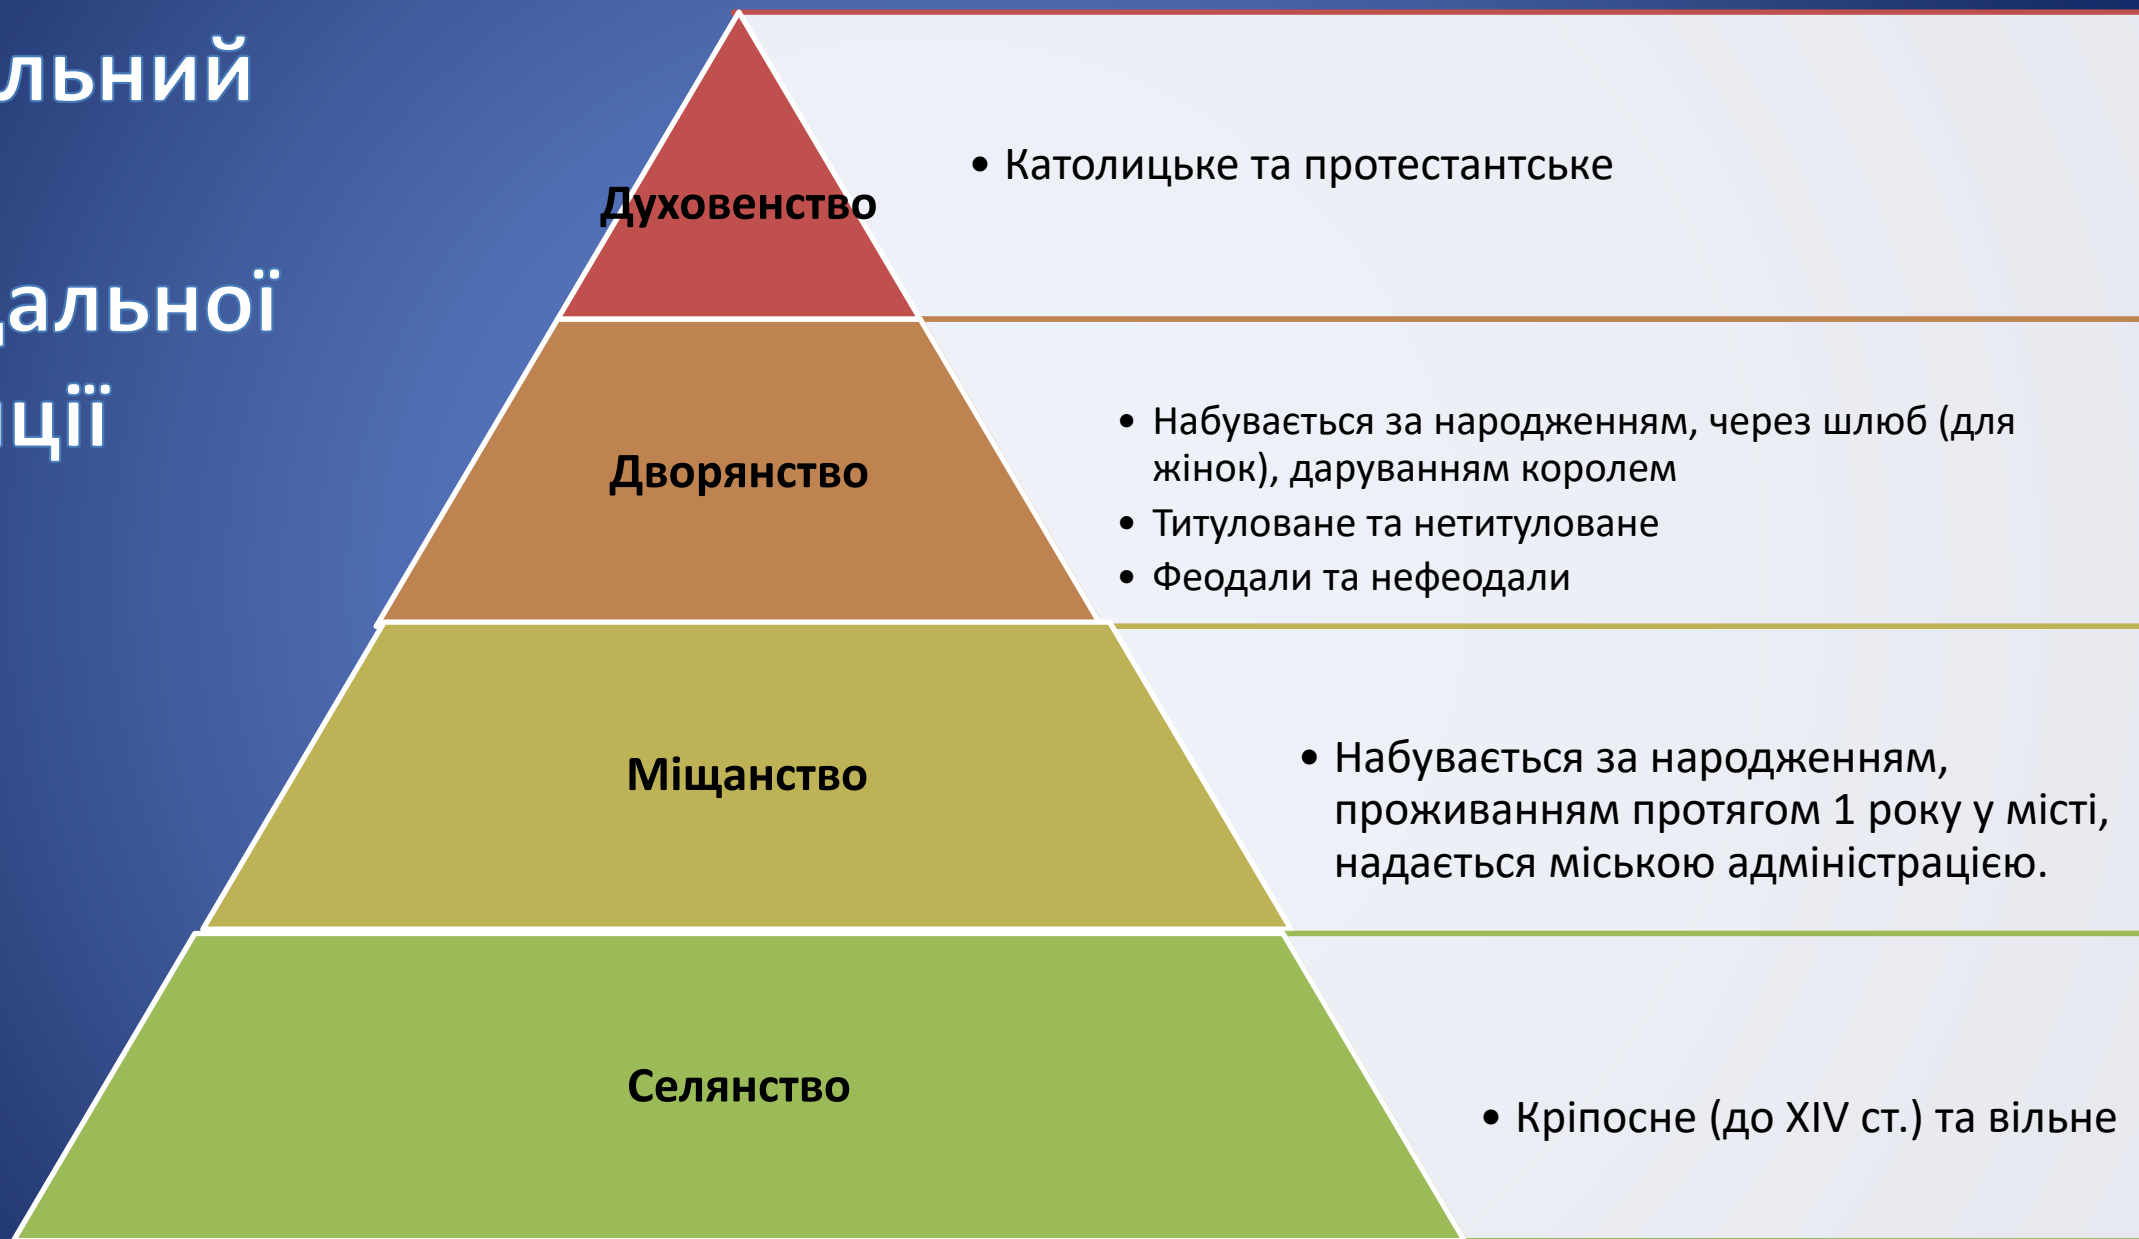 льний
дальної
ції
Духовенство
• Католицьке та протестантське
Дворянство
• Набувається за народженням, через шлюб (для
жінок), даруванням королем
• Титуловане та нетитуловане
• Феодали та нефеодали
Міщанство
• Набувається за народженням,
проживанням протягом 1 року у місті,
надається міською адміністрацією.
Селянство
• Кріпосне (до XIV ст.) та вільне